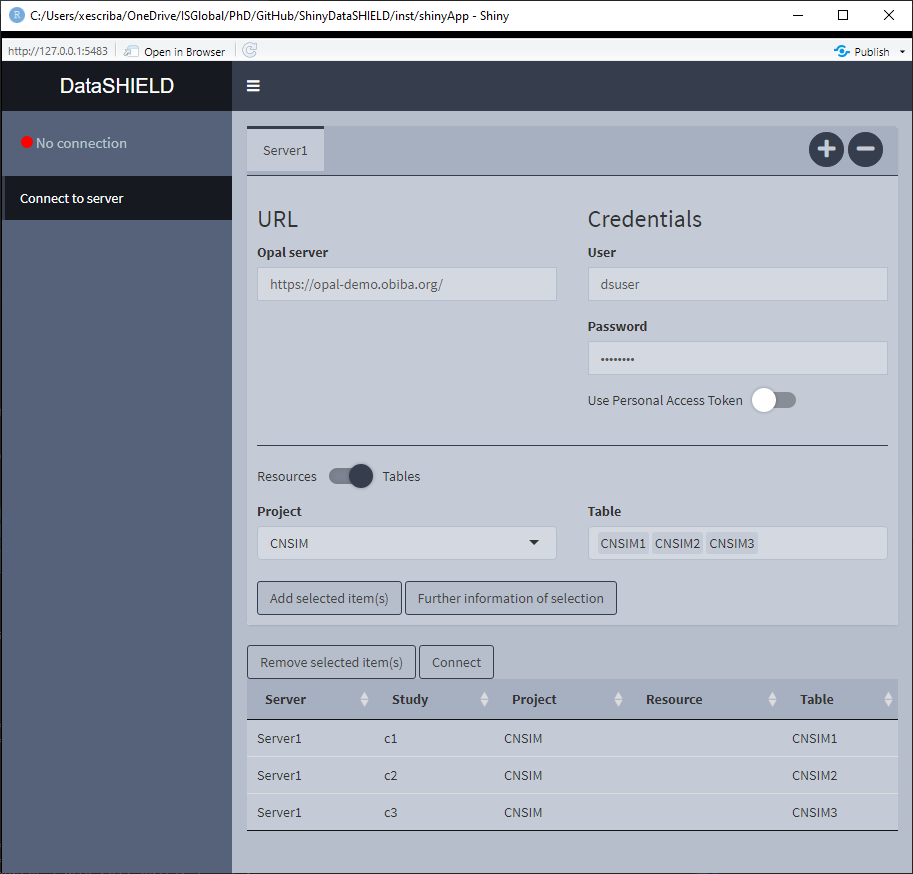 C:/Users/xescriba/OneDrive/ISGlobal/PhD/GitHub/ShinyDataSHIELD/inst/shinyApp - Shiny
http://127.0.0.1:5483 Open in Browser Publish
DataSHIELD
No connection
Connect to server
Server1
URL Credentials
Opal server User
https://opal-demo.obiba.org/ dsuser
Password
••••••••
Use Personal Access Token
Resources Tables
Project Table
CNSIM CNSIM1 CNSIM2 CNSIM3
Add selected item(s) Further information of selection
Remove selected item(s) Connect
Server Study Project Resource Table
Server1 c1 CNSIM CNSIM1
Server1 c2 CNSIM CNSIM2
Server1 c3 CNSIM CNSIM3